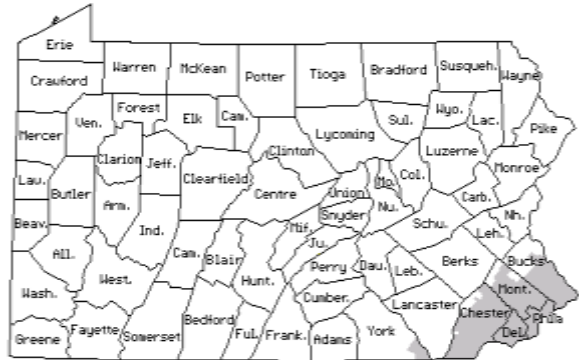 Erie
Crawford
Warren
McKean
Potter
Tioga
Bradford
Susqueh.
Wayne
Mercer
Ven.
Forest
Elk
Cam.
Lycoming
Sul.
Wyo.
Lac.
Pike
Clarion
Jeff.
Clinton
Luzerne
Monroe
Law.
Butler
Clearfield
Centre
Union
Mo.
Col.
Carb.
Beav.
Arm.
Ind.
Snyder
Nu.
Schu.
Nh.
Leh.
All.
West.
Cam.
Blair
Hunt.
Mif.
Ju.
Perry
Dau.
Leb.
Berks
Bucks
Wash.
Mont.
Greene
Fayette
Somerset
Bedford
Ful.
Frank.
Cumber.
Adams
York
Lancaster
Chester
Del.
Phila